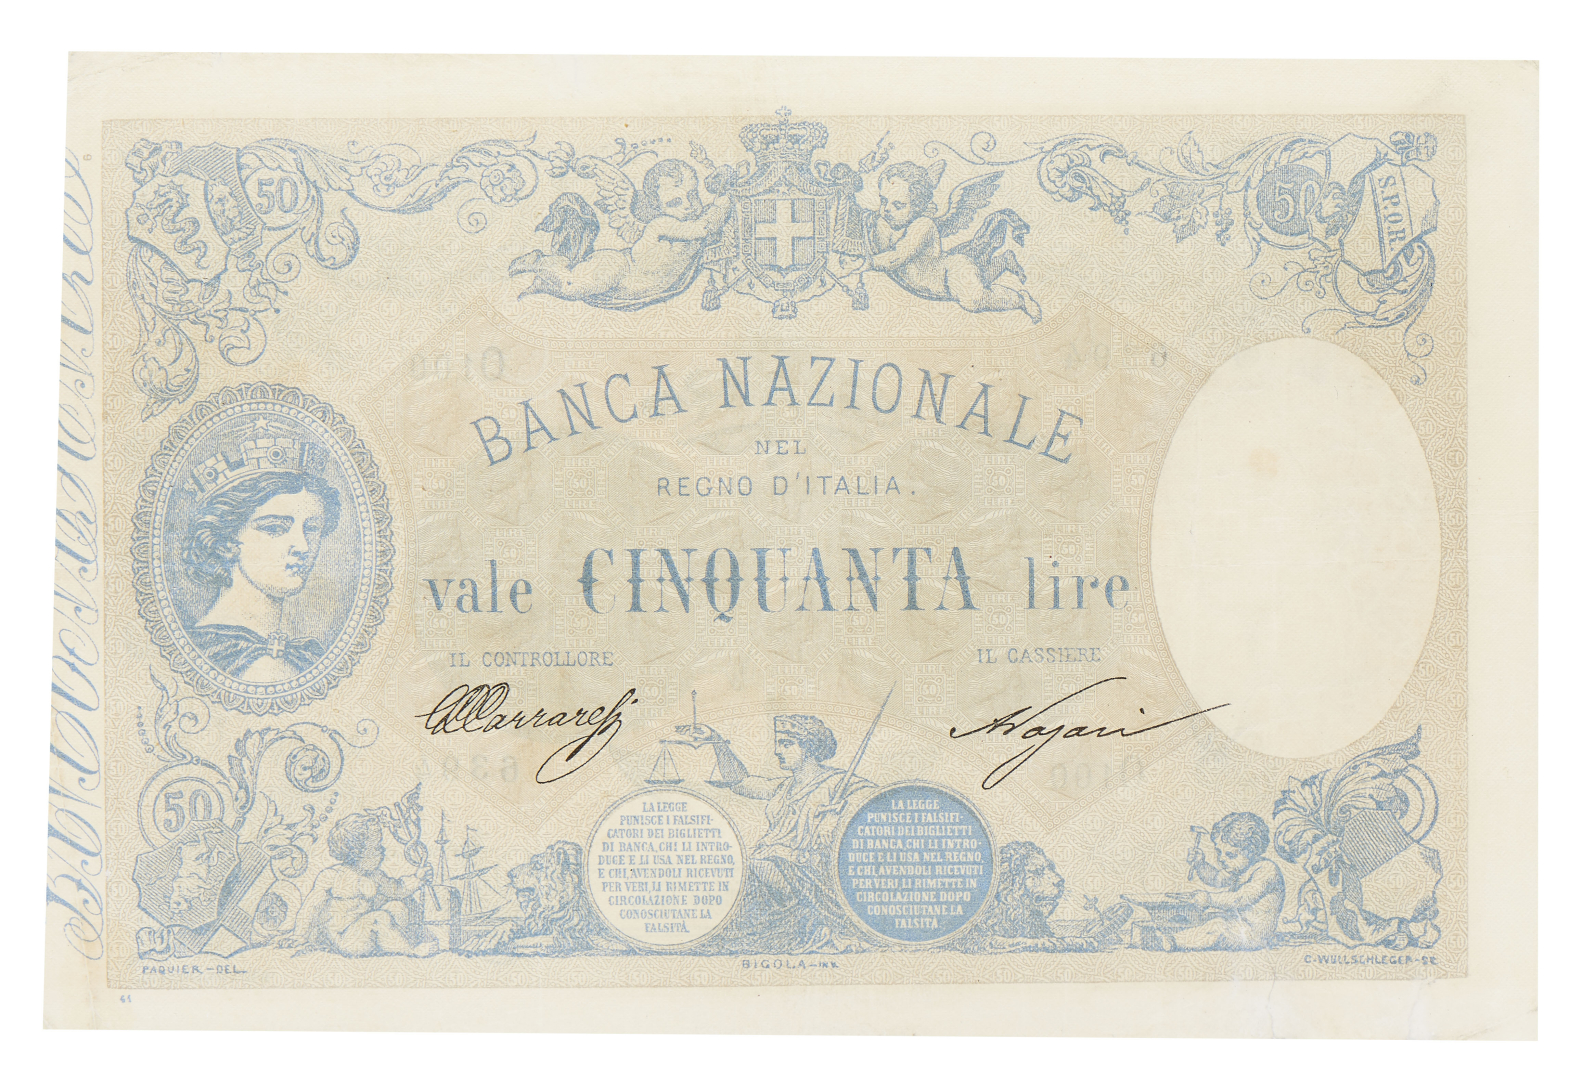 50
50
S.P.Q.R.
BANCA NAZIONALE
NEL
REGNO D'ITALIA.
vale CINQUANTA lire
IL CONTROLLORE
IL CASSIERE
50
LA LEGGE
PUNISCE I FALSIFI-
CATORI DEI BIGLIETTI
DI BANCA, CHI LI INTRO-
DUCE E LI USA NEL REGNO,
E CHI, AVENDOLI RICEVUTI
PER VERI, LI RIMETTE IN
CIRCOLAZIONE DOPO
CONOSCIUTANE LA
FALSITÀ.
LA LEGGE
PUNISCE I FALSIFI-
CATORI DEI BIGLIETTI
DI BANCA, CHI LI INTRO-
DUCE E LI USA NEL REGNO,
E CHI, AVENDOLI RICEVUTI
PER VERI, LI RIMETTE IN
CIRCOLAZIONE DOPO
CONOSCIUTANE LA
FALSITÀ.
PAQUIER-DEL.
BIGOLA-INV.
C. WULLSCHLEGER-SC.